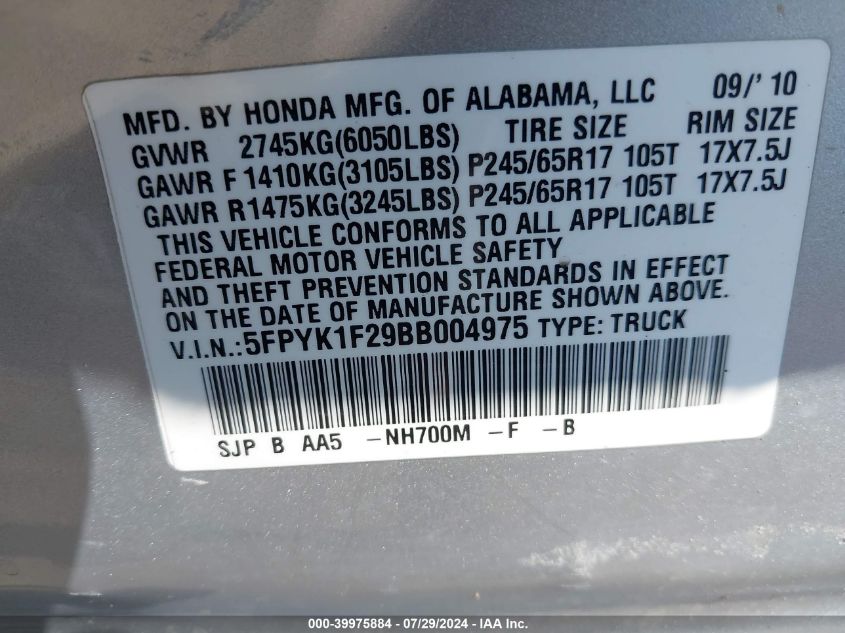 MFD. BY HONDA MFG. OF ALABAMA, LLC 09/' 10
GVWR 2745KG(6050LBS) TIRE SIZE RIM SIZE
GAWR F 1410KG(3105LBS) P245/65R17 105T 17X7.5J
GAWR R1475KG(3245LBS) P245/65R17 105T 17X7.5J
THIS VEHICLE CONFORMS TO ALL APPLICABLE
FEDERAL MOTOR VEHICLE SAFETY
AND THEFT PREVENTION STANDARDS IN EFFECT
ON THE DATE OF MANUFACTURE SHOWN ABOVE.
V.I.N.:5FPYK1F29BB004975 TYPE: TRUCK
SJP B AA5 -NH700M -F -B
000-39975884 / 07/29/2024 - IAA Inc.